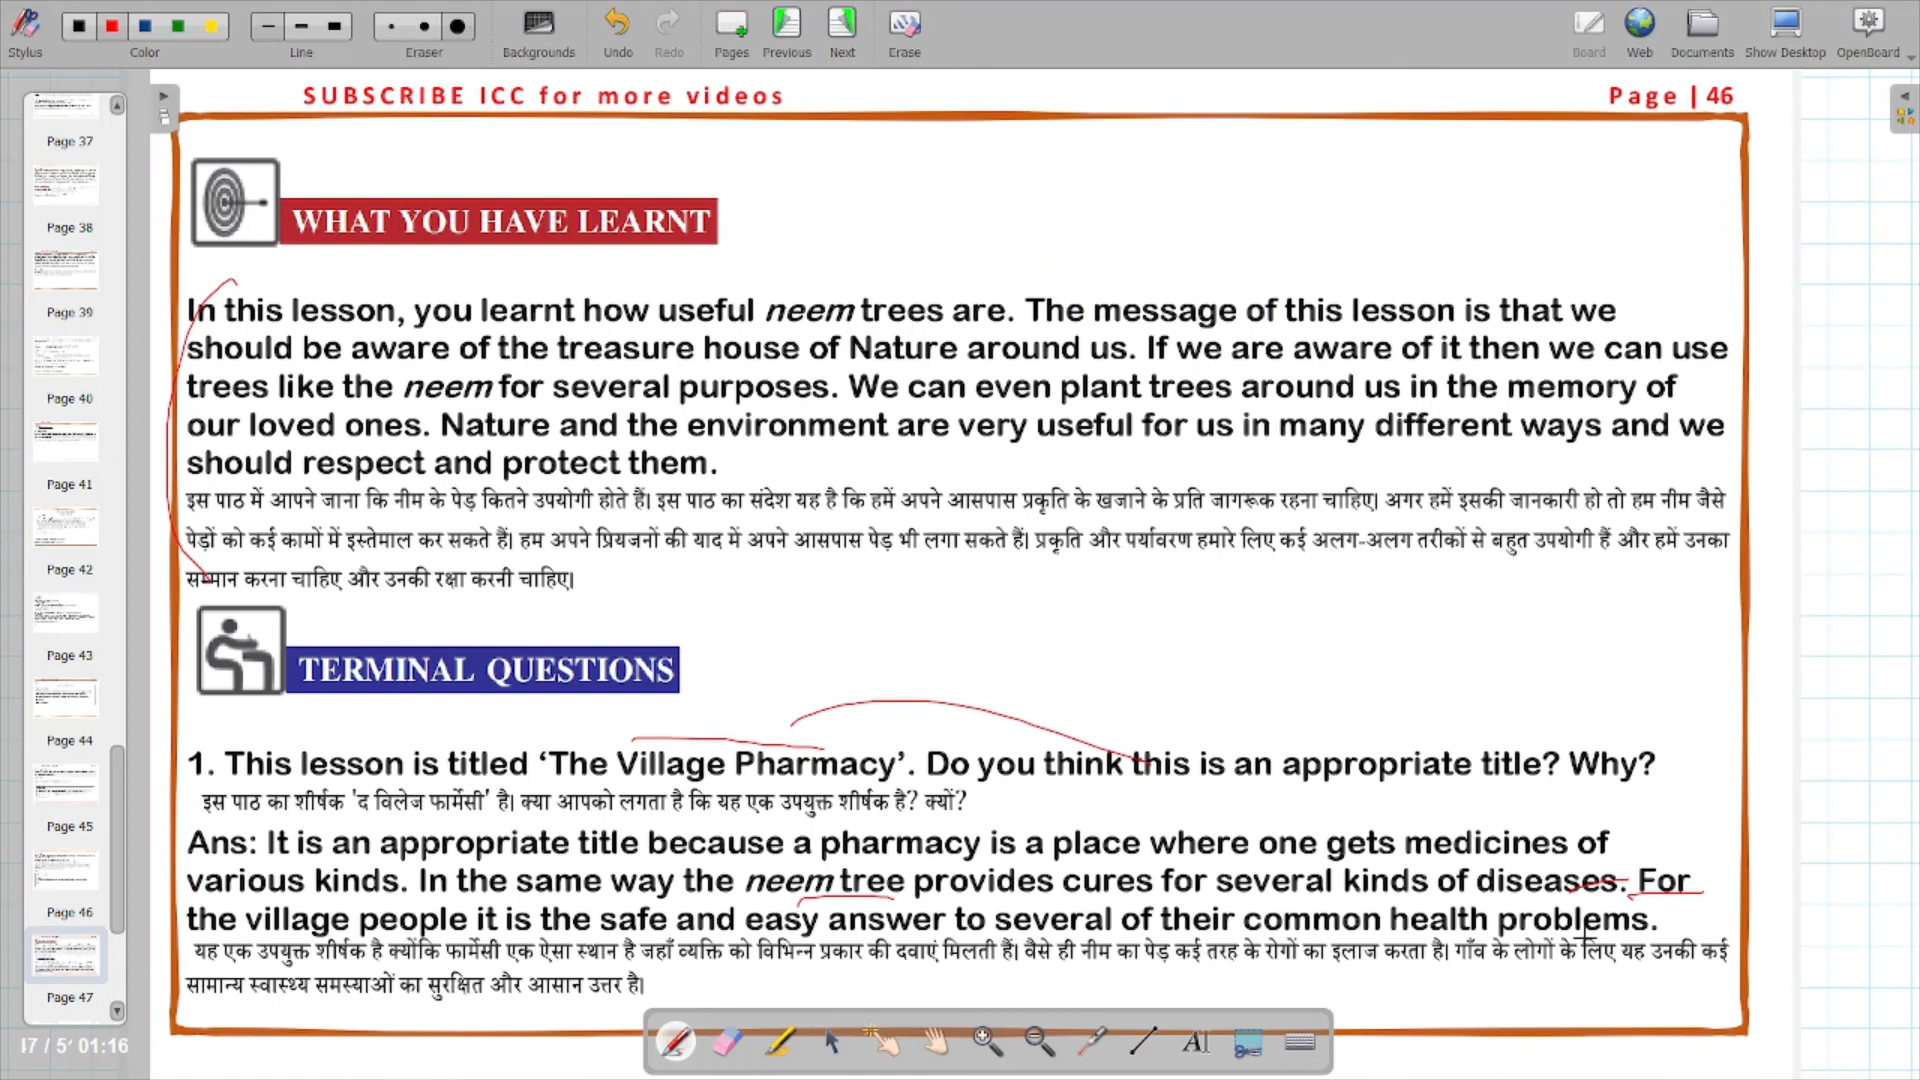 Stylus Color Line Eraser Backgrounds Undo Redo Pages Previous Next Erase Board Web Documents Show Desktop OpenBoard
SUBSCRIBE ICC for more videos
Page | 46
Page 37
Page 38
Page 39
Page 40
Page 41
Page 42
Page 43
Page 44
Page 45
Page 46
Page 47
01:16
WHAT YOU HAVE LEARNT
In this lesson, you learnt how useful neem trees are. The message of this lesson is that we
should be aware of the treasure house of Nature around us. If we are aware of it then we can use
trees like the neem for several purposes. We can even plant trees around us in the memory of
our loved ones. Nature and the environment are very useful for us in many different ways and we
should respect and protect them.
इस पाठ में आपने जाना कि नीम के पेड़ कितने उपयोगी होते हैं। इस पाठ का संदेश यह है कि हमें अपने आसपास प्रकृति के खजाने के प्रति जागरूक रहना चाहिए। अगर हमें इसकी जानकारी हो तो हम नीम जैसे
पेड़ों को कई कामों में इस्तेमाल कर सकते हैं। हम अपने प्रियजनों की याद में अपने आसपास पेड़ भी लगा सकते हैं। प्रकृति और पर्यावरण हमारे लिए कई अलग-अलग तरीकों से बहुत उपयोगी हैं और हमें उनका
सम्मान करना चाहिए और उनकी रक्षा करनी चाहिए।
TERMINAL QUESTIONS
1. This lesson is titled ‘The Village Pharmacy’. Do you think this is an appropriate title? Why?
इस पाठ का शीर्षक 'द विलेज फार्मेसी' है। क्या आपको लगता है कि यह एक उपयुक्त शीर्षक है? क्यों?
Ans: It is an appropriate title because a pharmacy is a place where one gets medicines of
various kinds. In the same way the neem tree provides cures for several kinds of diseases. For
the village people it is the safe and easy answer to several of their common health problems.
यह एक उपयुक्त शीर्षक है क्योंकि फार्मेसी एक ऐसा स्थान है जहाँ व्यक्ति को विभिन्न प्रकार की दवाएं मिलती हैं। वैसे ही नीम का पेड़ कई तरह के रोगों का इलाज करता है। गाँव के लोगों के लिए यह उनकी कई
सामान्य स्वास्थ्य समस्याओं का सुरक्षित और आसान उत्तर है।